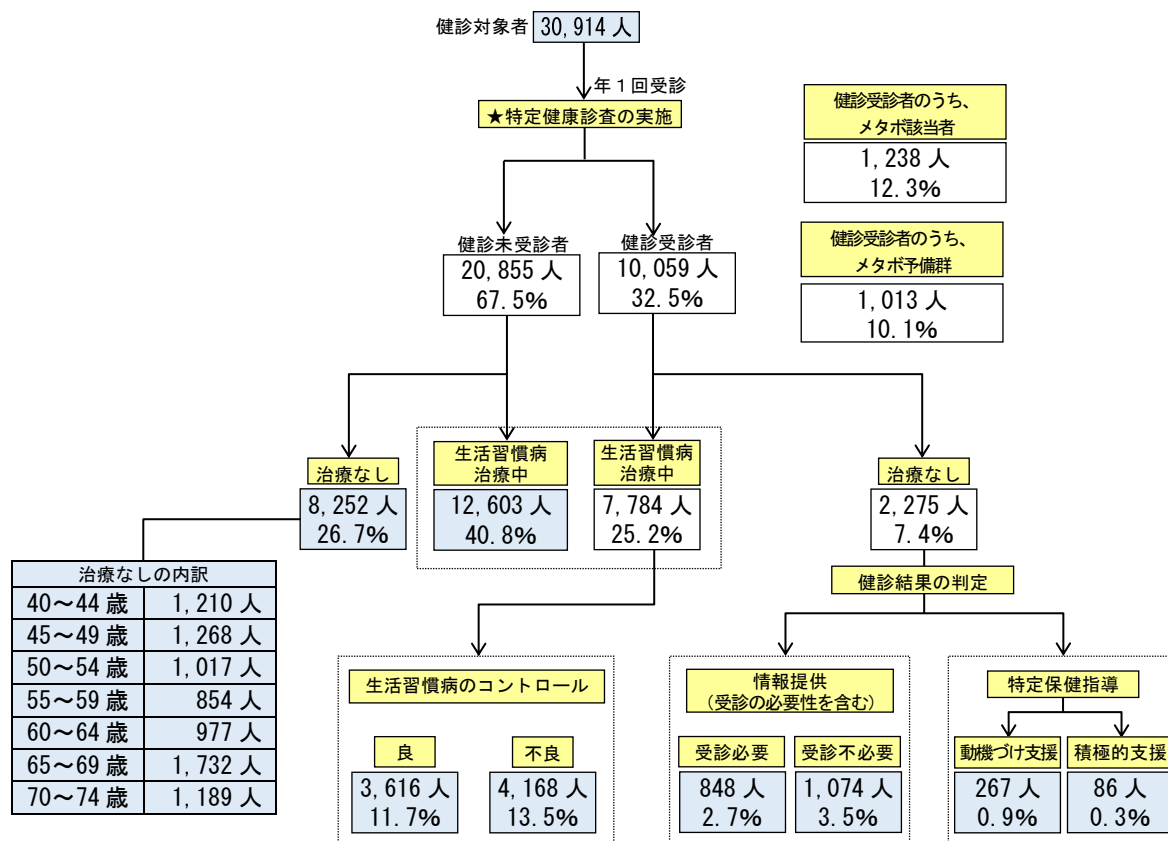 健診対象者 30,914 人
年1回受診
★特定健康診査の実施
健診受診者のうち、
メタボ該当者
1,238 人
12.3%
健診受診者のうち、
メタボ予備群
1,013 人
10.1%
健診未受診者
20,855 人
67.5%
健診受診者
10,059 人
32.5%
治療なし
8,252 人
26.7%
生活習慣病
治療中
12,603 人
40.8%
生活習慣病
治療中
7,784 人
25.2%
治療なし
2,275 人
7.4%
健診結果の判定
治療なしの内訳
40～44 歳 1,210 人
45～49 歳 1,268 人
50～54 歳 1,017 人
55～59 歳 854 人
60～64 歳 977 人
65～69 歳 1,732 人
70～74 歳 1,189 人
生活習慣病のコントロール
良
3,616 人
11.7%
不良
4,168 人
13.5%
情報提供
(受診の必要性を含む)
受診必要
848 人
2.7%
受診不必要
1,074 人
3.5%
特定保健指導
動機づけ支援
267 人
0.9%
積極的支援
86 人
0.3%